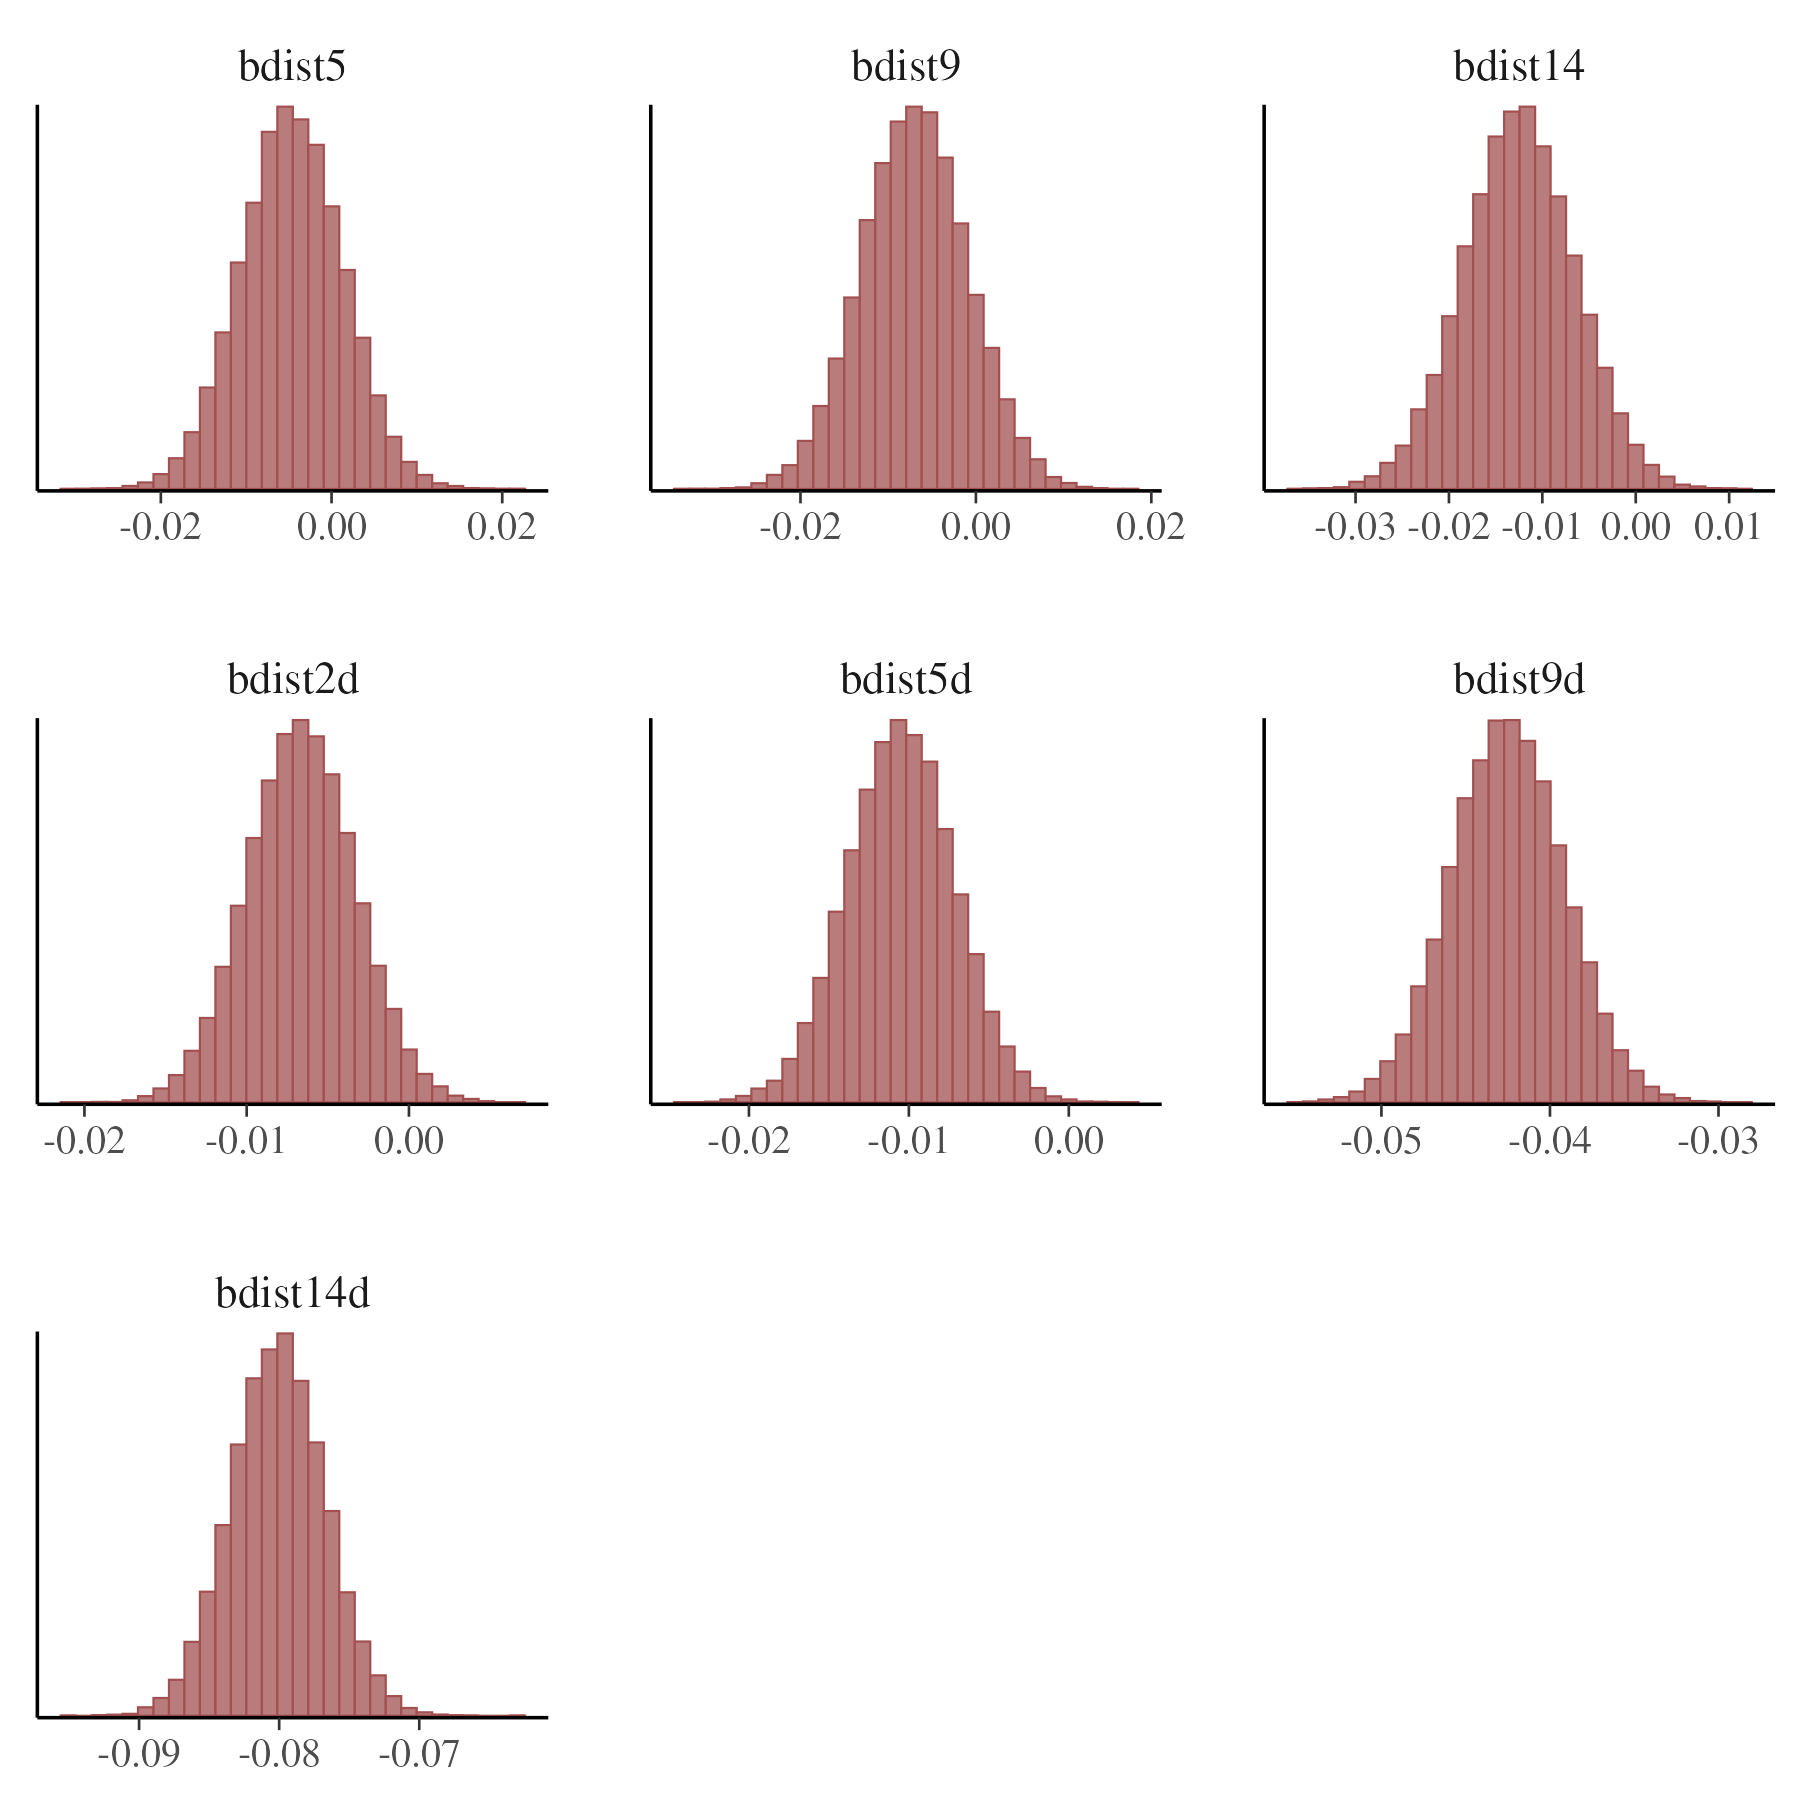 bdist5 bdist9 bdist14
-0.02 0.00 0.02 -0.02 0.00 0.02 -0.03 -0.02 -0.01 0.00 0.01
bdist2d bdist5d bdist9d
-0.02 -0.01 0.00 -0.02 -0.01 0.00 -0.05 -0.04 -0.03
bdist14d
-0.09 -0.08 -0.07